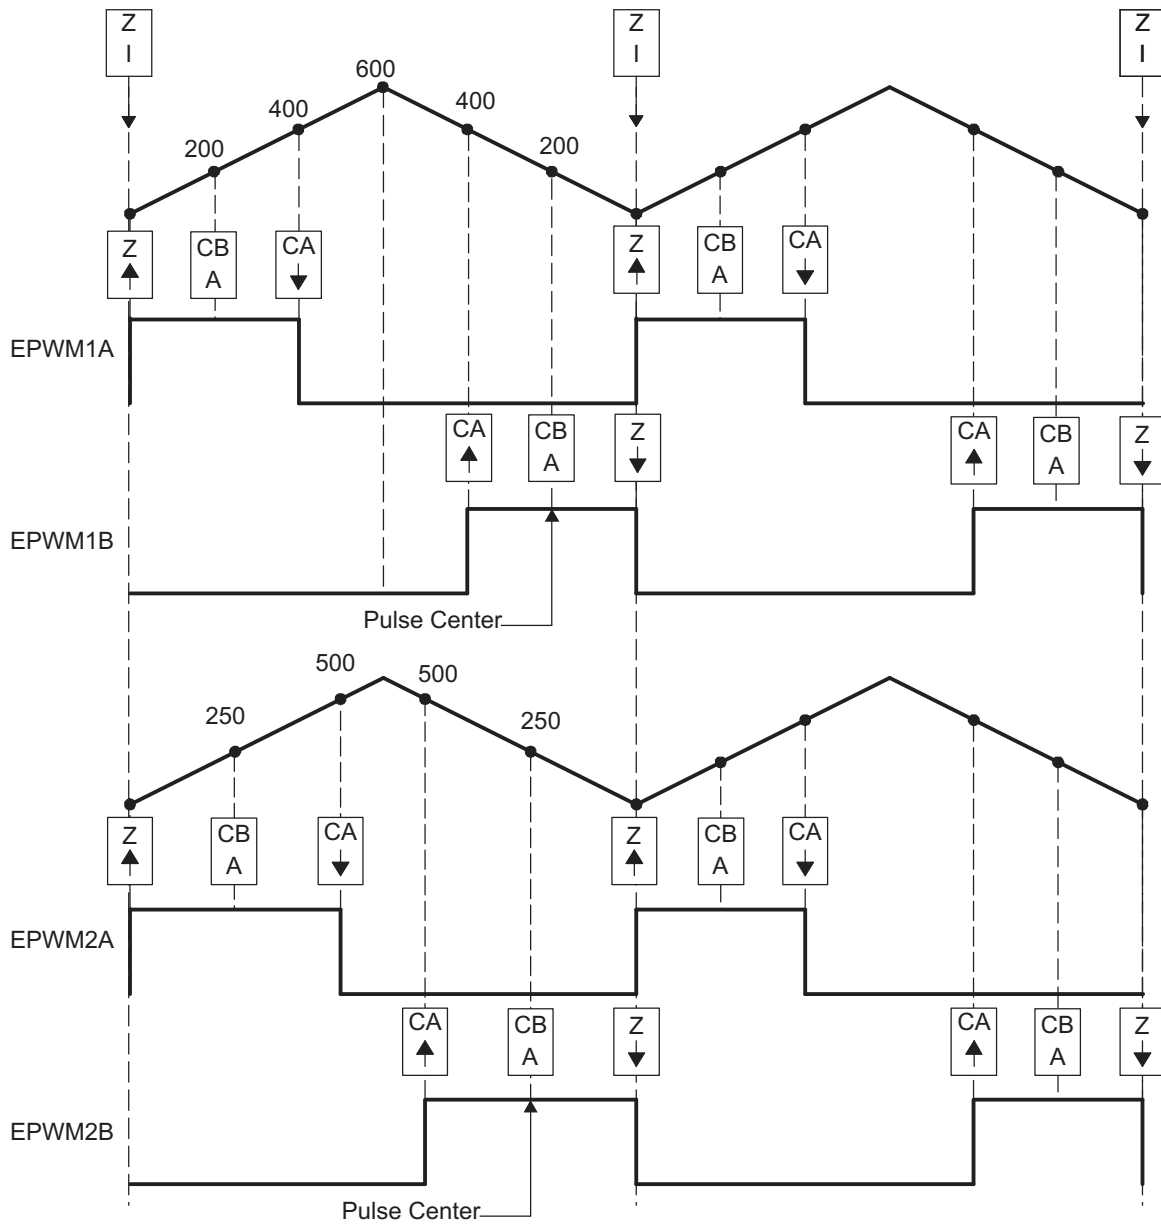 Z Z Z
I I I
600
400 400
200 200
Z CB CA Z CB CA
A A
EPWM1A
CA CB Z CA CB Z
A A
EPWM1B
Pulse Center
500 500
250 250
Z CB CA Z CB CA
A A
EPWM2A
CA CB Z CA CB Z
A A
EPWM2B
Pulse Center